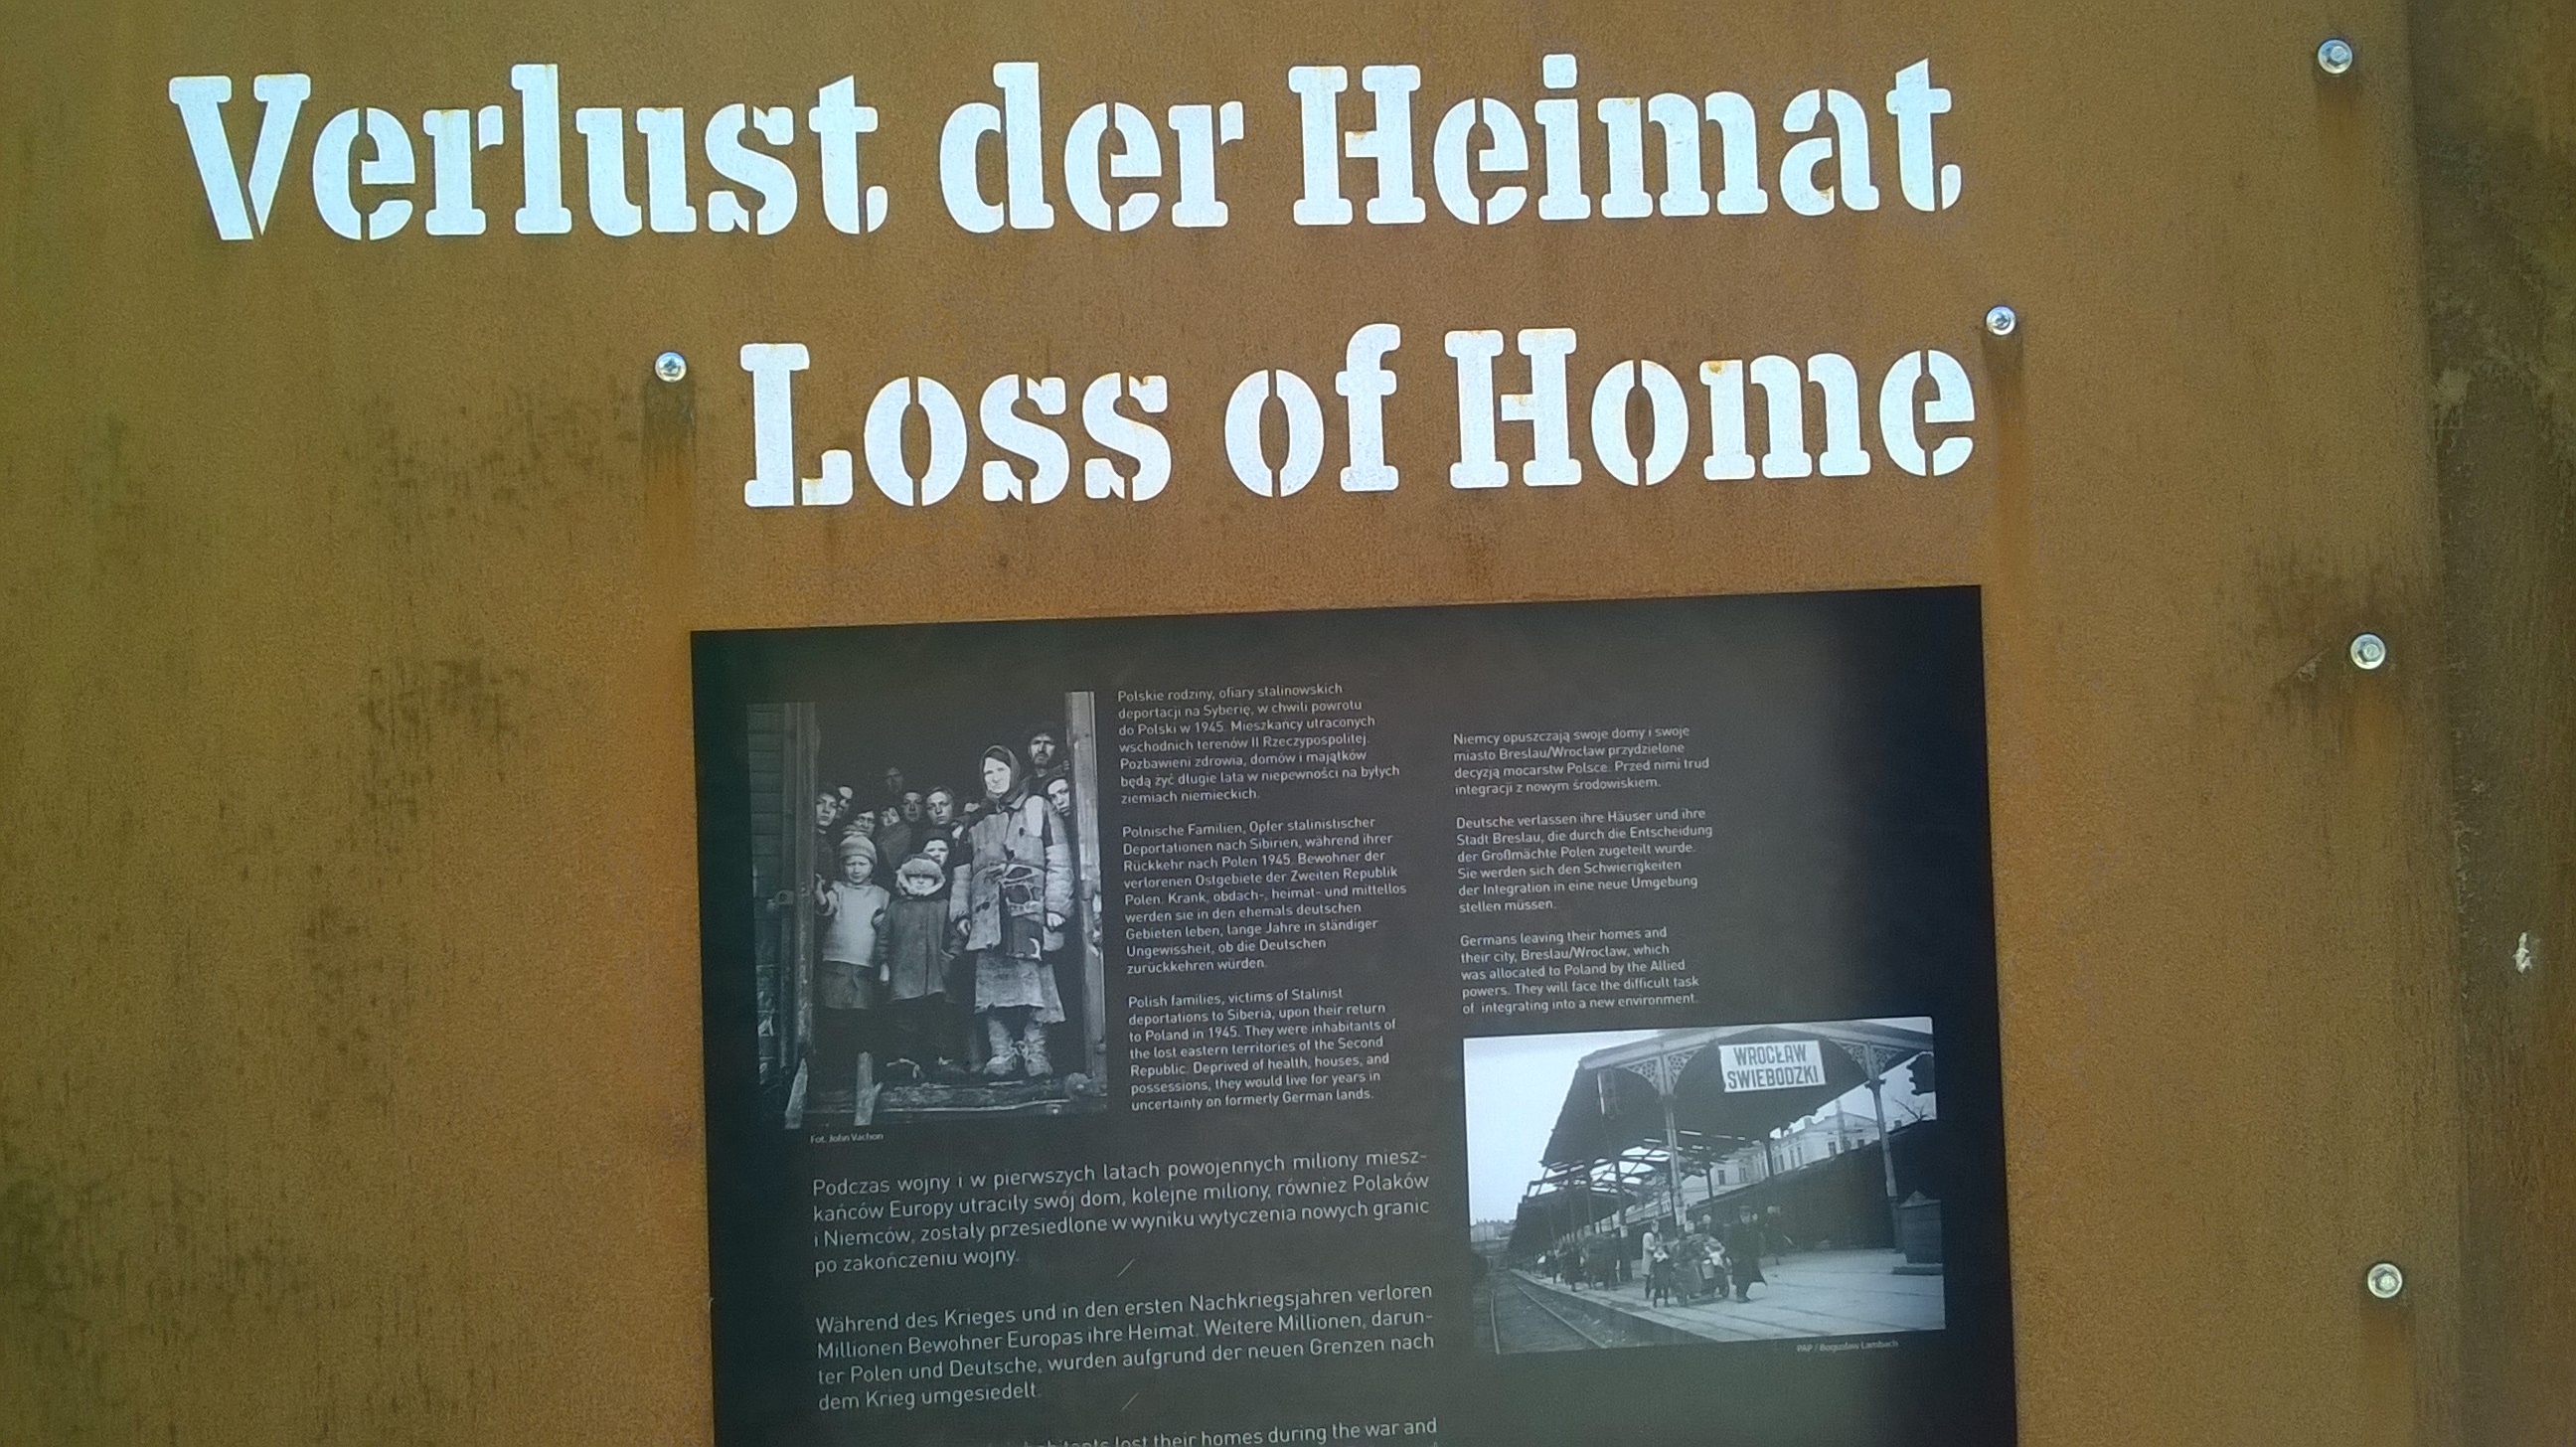 Verlust der Heimat
Loss of Home
Polskie rodziny, ofiary stalinowskich
deportacji na Syberię, w chwili powrotu
do Polski w 1945. Mieszkańcy utraconych
wschodnich terenów II Rzeczypospolitej.
Pozbawieni zdrowia, domów i majątków
będą żyć długie lata w niepewności na byłych
ziemiach niemieckich.
Polnische Familien, Opfer stalinistischer
Deportationen nach Sibirien, während ihrer
Rückkehr nach Polen 1945. Bewohner der
verlorenen Ostgebiete der Zweiten Republik
Polen. Krank, obdach-, heimat- und mittellos
werden sie in den ehemals deutschen
Gebieten leben, lange Jahre in ständiger
Ungewissheit, ob die Deutschen
zurückkehren würden.
Polish families, victims of Stalinist
deportations to Siberia, upon their return
to Poland in 1945. They were inhabitants of
the lost eastern territories of the Second
Republic. Deprived of health, houses, and
possessions, they would live for years in
uncertainty on formerly German lands.
Fot. John Vachon
Niemcy opuszczają swoje domy i swoje
miasto Breslau/Wrocław przydzielone
decyzją mocarstw Polsce. Przed nimi trud
integracji z nowym środowiskiem.
Deutsche verlassen ihre Häuser und ihre
Stadt Breslau, die durch die Entscheidung
der Großmächte Polen zugeteilt wurde.
Sie werden sich den Schwierigkeiten
der Integration in eine neue Umgebung
stellen müssen.
Germans leaving their homes and
their city, Breslau/Wrocław, which
was allocated to Poland by the Allied
powers. They will face the difficult task
of integrating into a new environment.
WROCŁAW
ŚWIEBODZKI
PAP / Bogusław Lambach
Podczas wojny i w pierwszych latach powojennych miliony miesz-
kańców Europy utraciły swój dom, kolejne miliony, również Polaków
i Niemców, zostały przesiedlone w wyniku wytyczenia nowych granic
po zakończeniu wojny.
Während des Krieges und in den ersten Nachkriegsjahren verloren
Millionen Bewohner Europas ihre Heimat. Weitere Millionen, darun-
ter Polen und Deutsche, wurden aufgrund der neuen Grenzen nach
dem Krieg umgesiedelt.
lost their homes during the war and